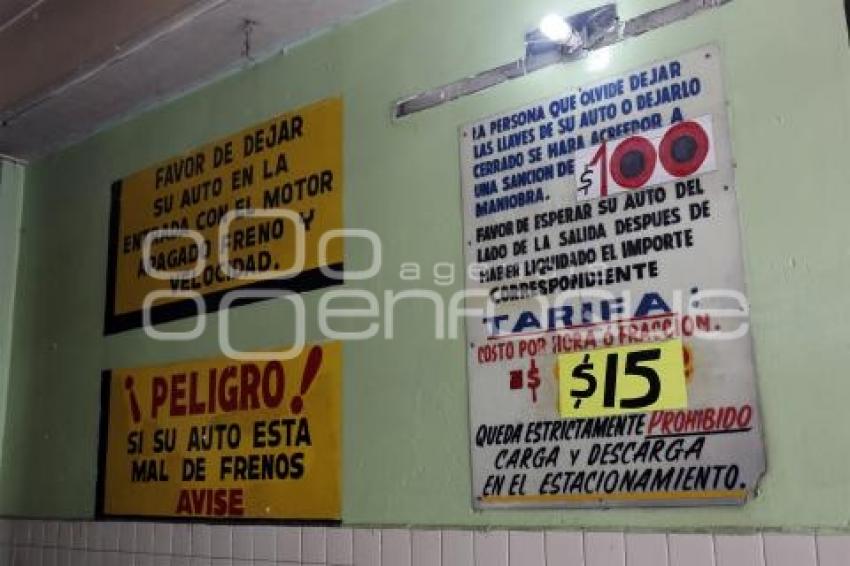 FAVOR DE DEJAR
SU AUTO EN LA
ENTRADA CON EL MOTOR
APAGADO FRENO Y
VELOCIDAD.
¡PELIGRO!
SI SU AUTO ESTA
MAL DE FRENOS
AVISE
LA PERSONA QUE OLVIDE DEJAR
LAS LLAVES DE SU AUTO O DEJARLO
CERRADO SE HARA ACREEDOR A
UNA SANCION DE $100
MANIOBRA.
FAVOR DE ESPERAR SU AUTO DEL
LADO DE LA SALIDA DESPUES DE
HABER LIQUIDADO EL IMPORTE
CORRESPONDIENTE
TARIFA:
COSTO POR HORA O FRACCION.
$ $15
QUEDA ESTRICTAMENTE PROHIBIDO
CARGA Y DESCARGA
EN EL ESTACIONAMIENTO.
agencia
enfoque